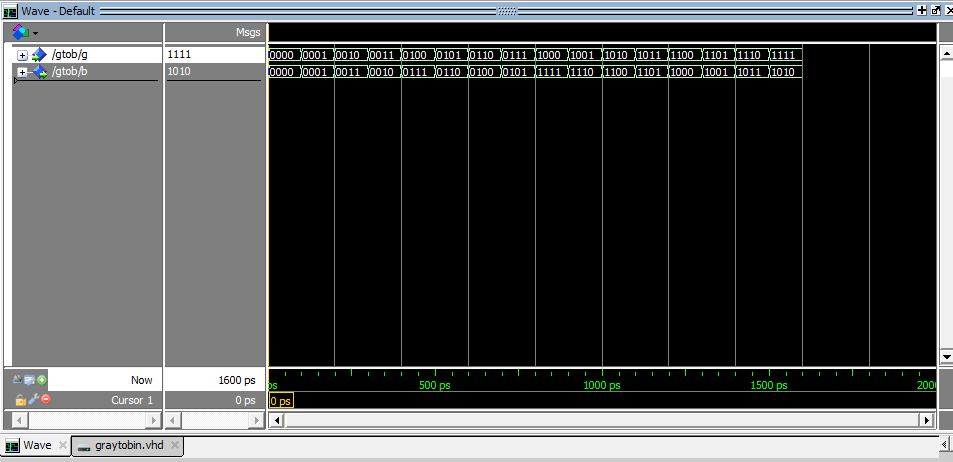 Wave - Default
Msgs
/gtob/g 1111 0000 0001 0010 0011 0100 0101 0110 0111 1000 1001 1010 1011 1100 1101 1110 1111
/gtob/b 1010 0000 0001 0011 0010 0111 0110 0100 0101 1111 1110 1100 1101 1000 1001 1011 1010
Now 1600 ps ps 500 ps 1000 ps 1500 ps 2000
Cursor 1 0 ps 0 ps
Wave graytobin.vhd